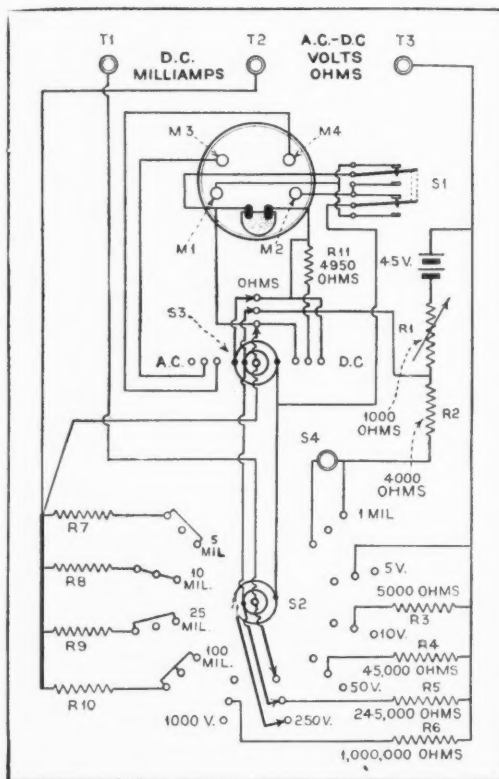 T1
D.C.
MILLIAMPS
T2
A.C.-D.C
VOLTS
OHMS
T3
M3
M4
S1
M1
M2
R11
4950
OHMS
45V.
OHMS
S3
A.C.
D.C
R1
1000
OHMS
R2
4000
OHMS
S4
1 MIL
R7
5
MIL
5V.
R8
10
MIL.
S2
5000 OHMS
R3
25
MIL
10V.
R9
R4
45,000 OHMS
100
MIL.
50V.
R5
R10
245,000 OHMS
1000 V.
250V.
R6
1,000,000 OHMS